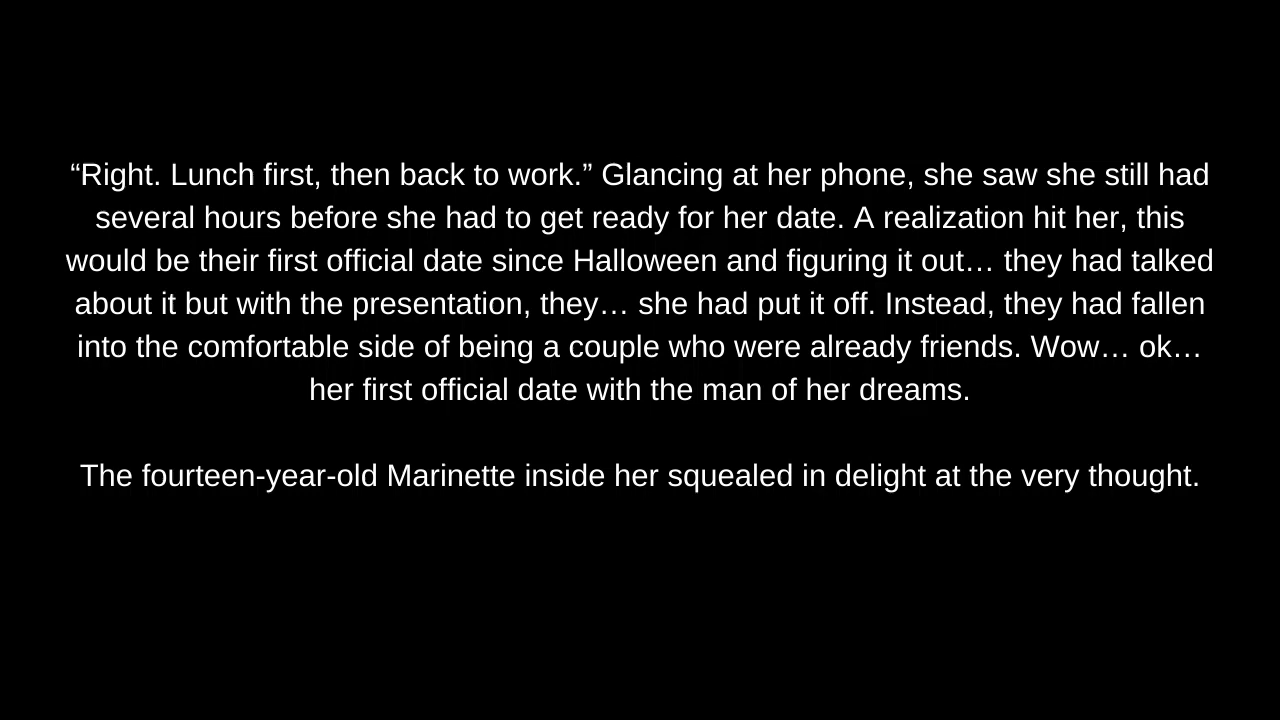 “Right. Lunch first, then back to work.” Glancing at her phone, she saw she still had
several hours before she had to get ready for her date. A realization hit her, this
would be their first official date since Halloween and figuring it out… they had talked
about it but with the presentation, they… she had put it off. Instead, they had fallen
into the comfortable side of being a couple who were already friends. Wow… ok…
her first official date with the man of her dreams.
The fourteen-year-old Marinette inside her squealed in delight at the very thought.